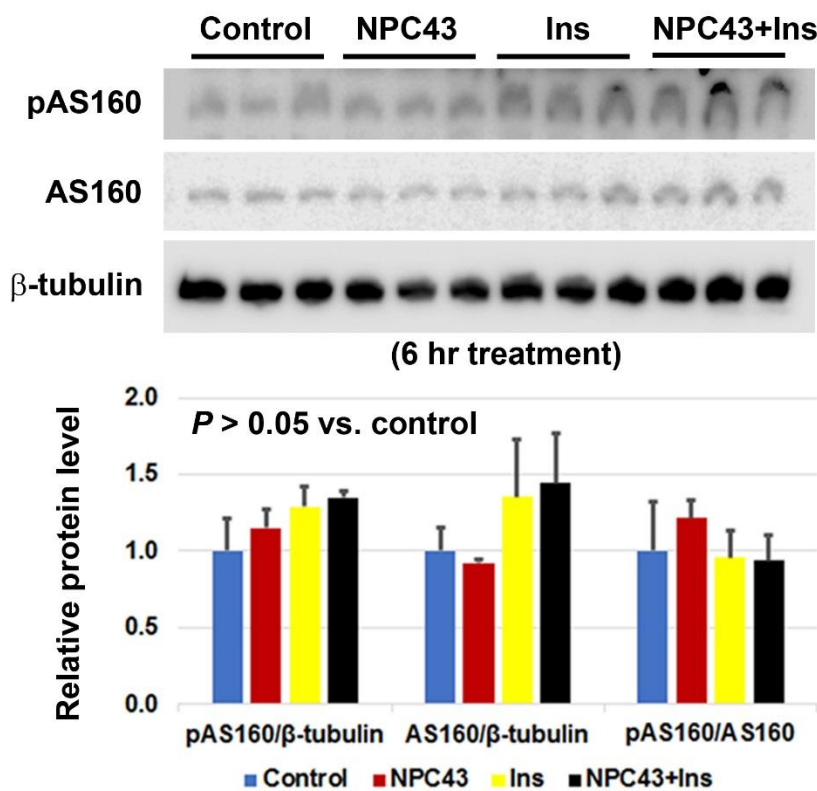 Control NPC43 Ins NPC43+Ins
pAS160
AS160
β-tubulin
(6 hr treatment)
P > 0.05 vs. control
Relative protein level
2.0
1.5
1.0
0.5
0.0
pAS160/β-tubulin AS160/β-tubulin pAS160/AS160
Control NPC43 Ins NPC43+Ins